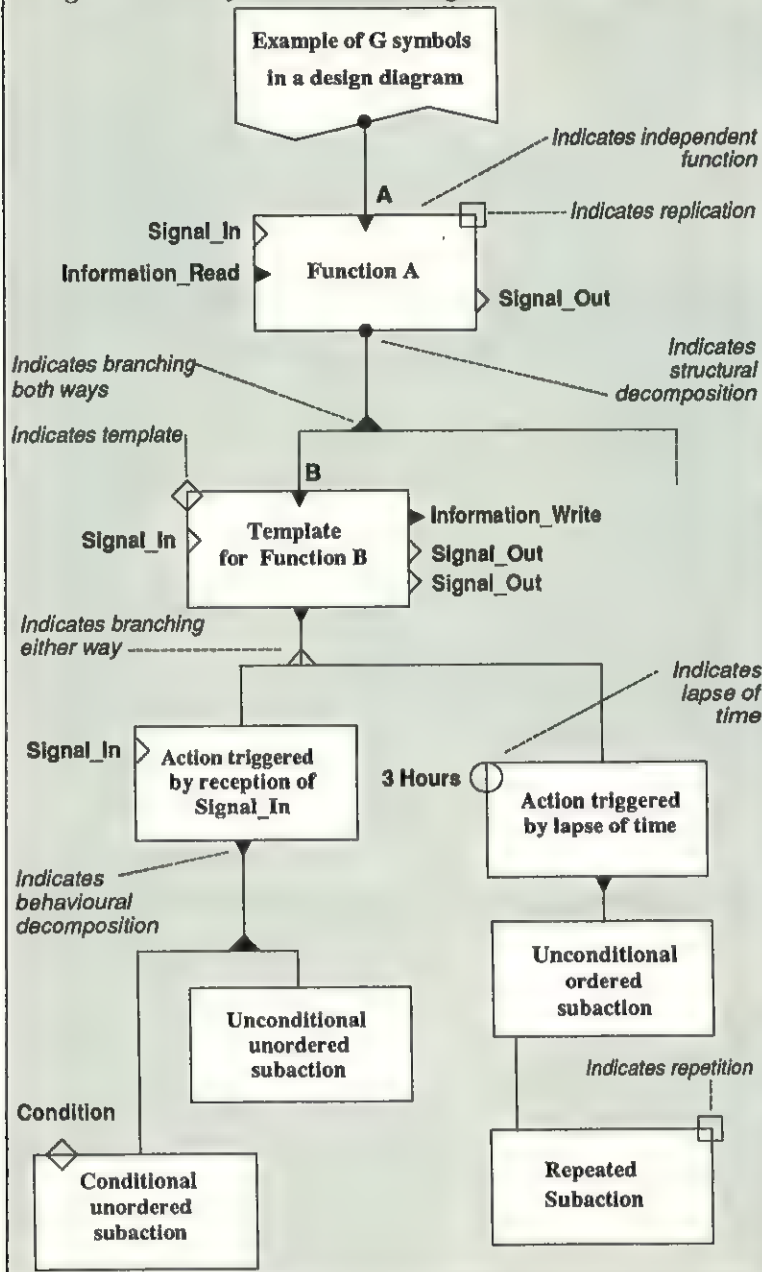 Example of G symbols
in a design diagram
Indicates independent
function
A
Indicates replication
Signal_In
Information_Read
Function A
Signal_Out
Indicates branching
both ways
Indicates
structural
decomposition
Indicates template
B
Signal_In
Template
for Function B
Information_Write
Signal_Out
Signal_Out
Indicates branching
either way
Indicates
lapse of
time
Signal_In
Action triggered
by reception of
Signal_In
3 Hours
Action triggered
by lapse of time
Indicates
behavioural
decomposition
Unconditional
ordered
subaction
Unconditional
unordered
subaction
Indicates repetition
Condition
Conditional
unordered
subaction
Repeated
Subaction